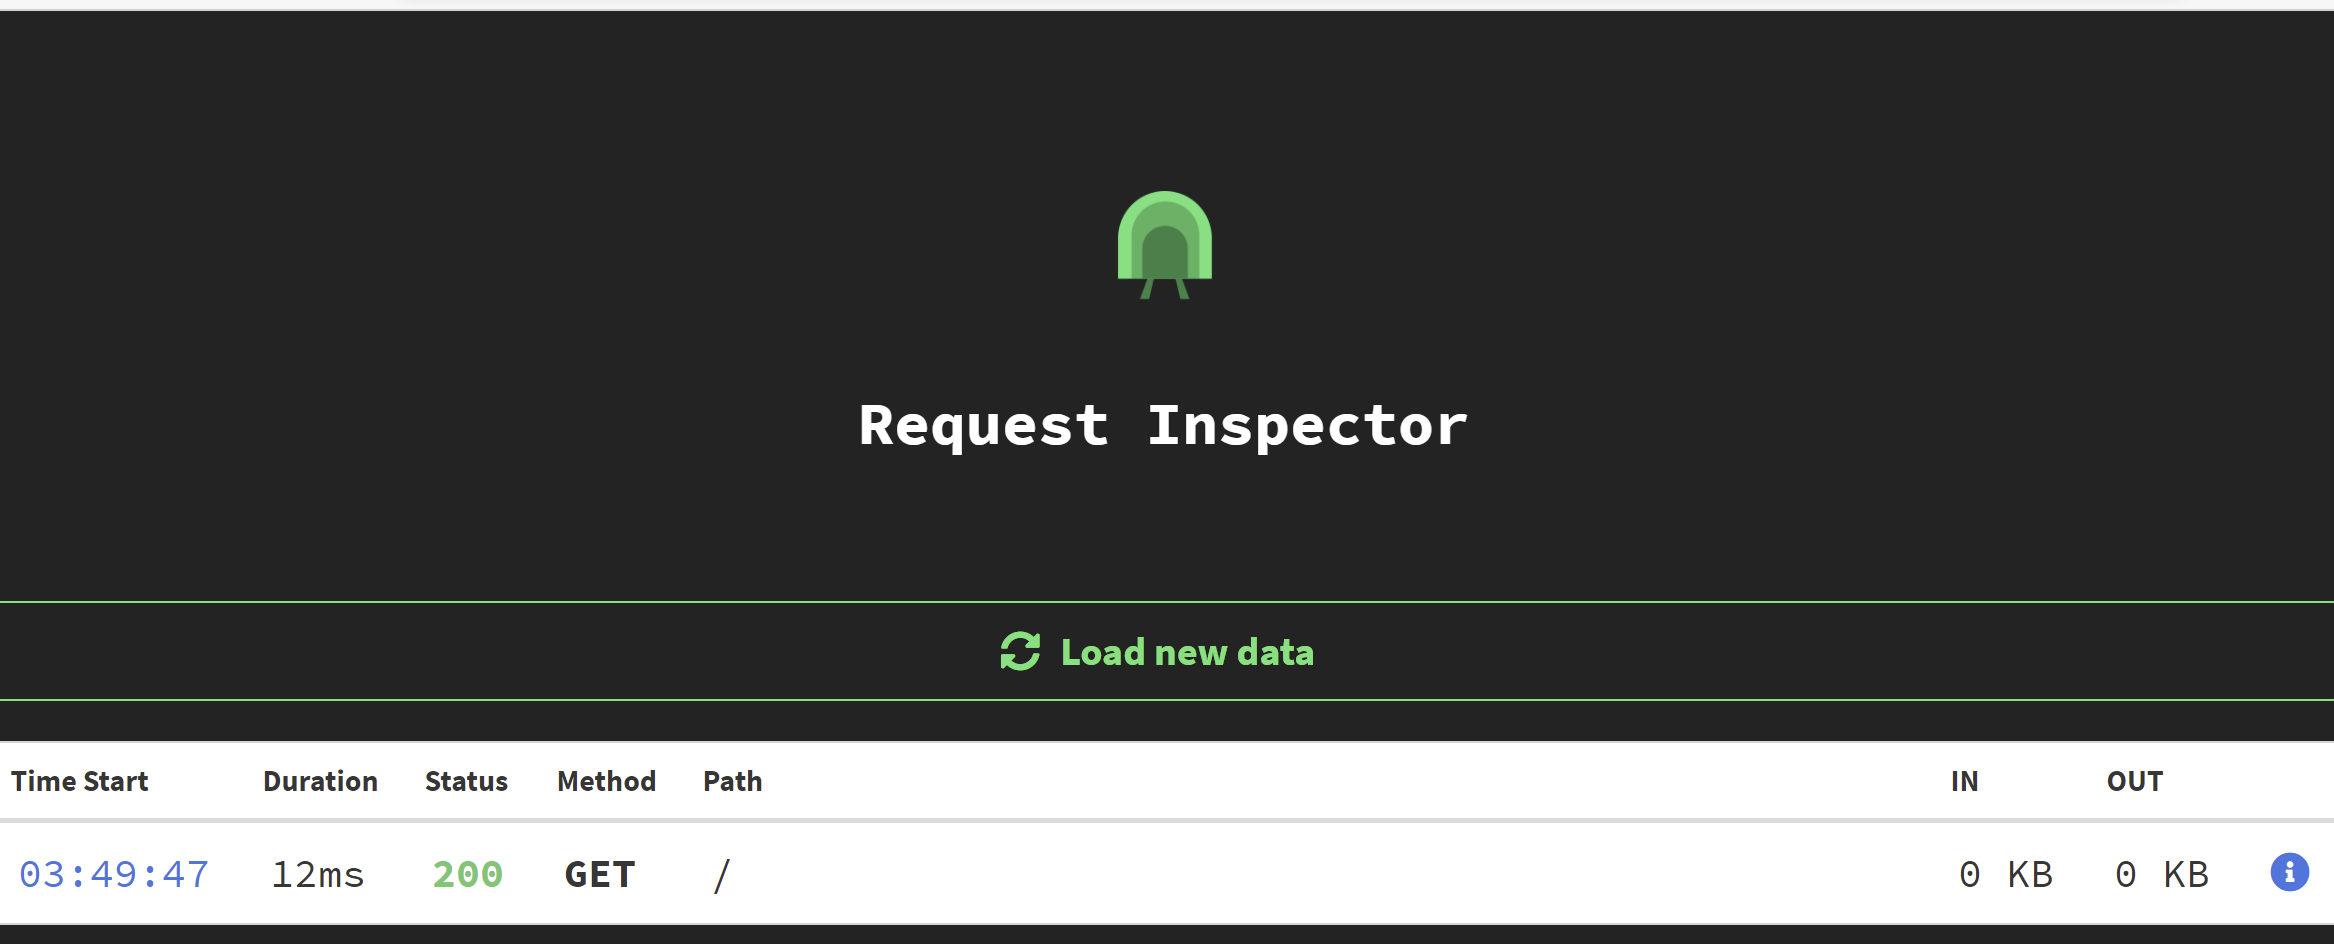 Request Inspector
Load new data
Time Start Duration Status Method Path IN OUT
03:49:47 12ms 200 GET / 0 KB 0 KB